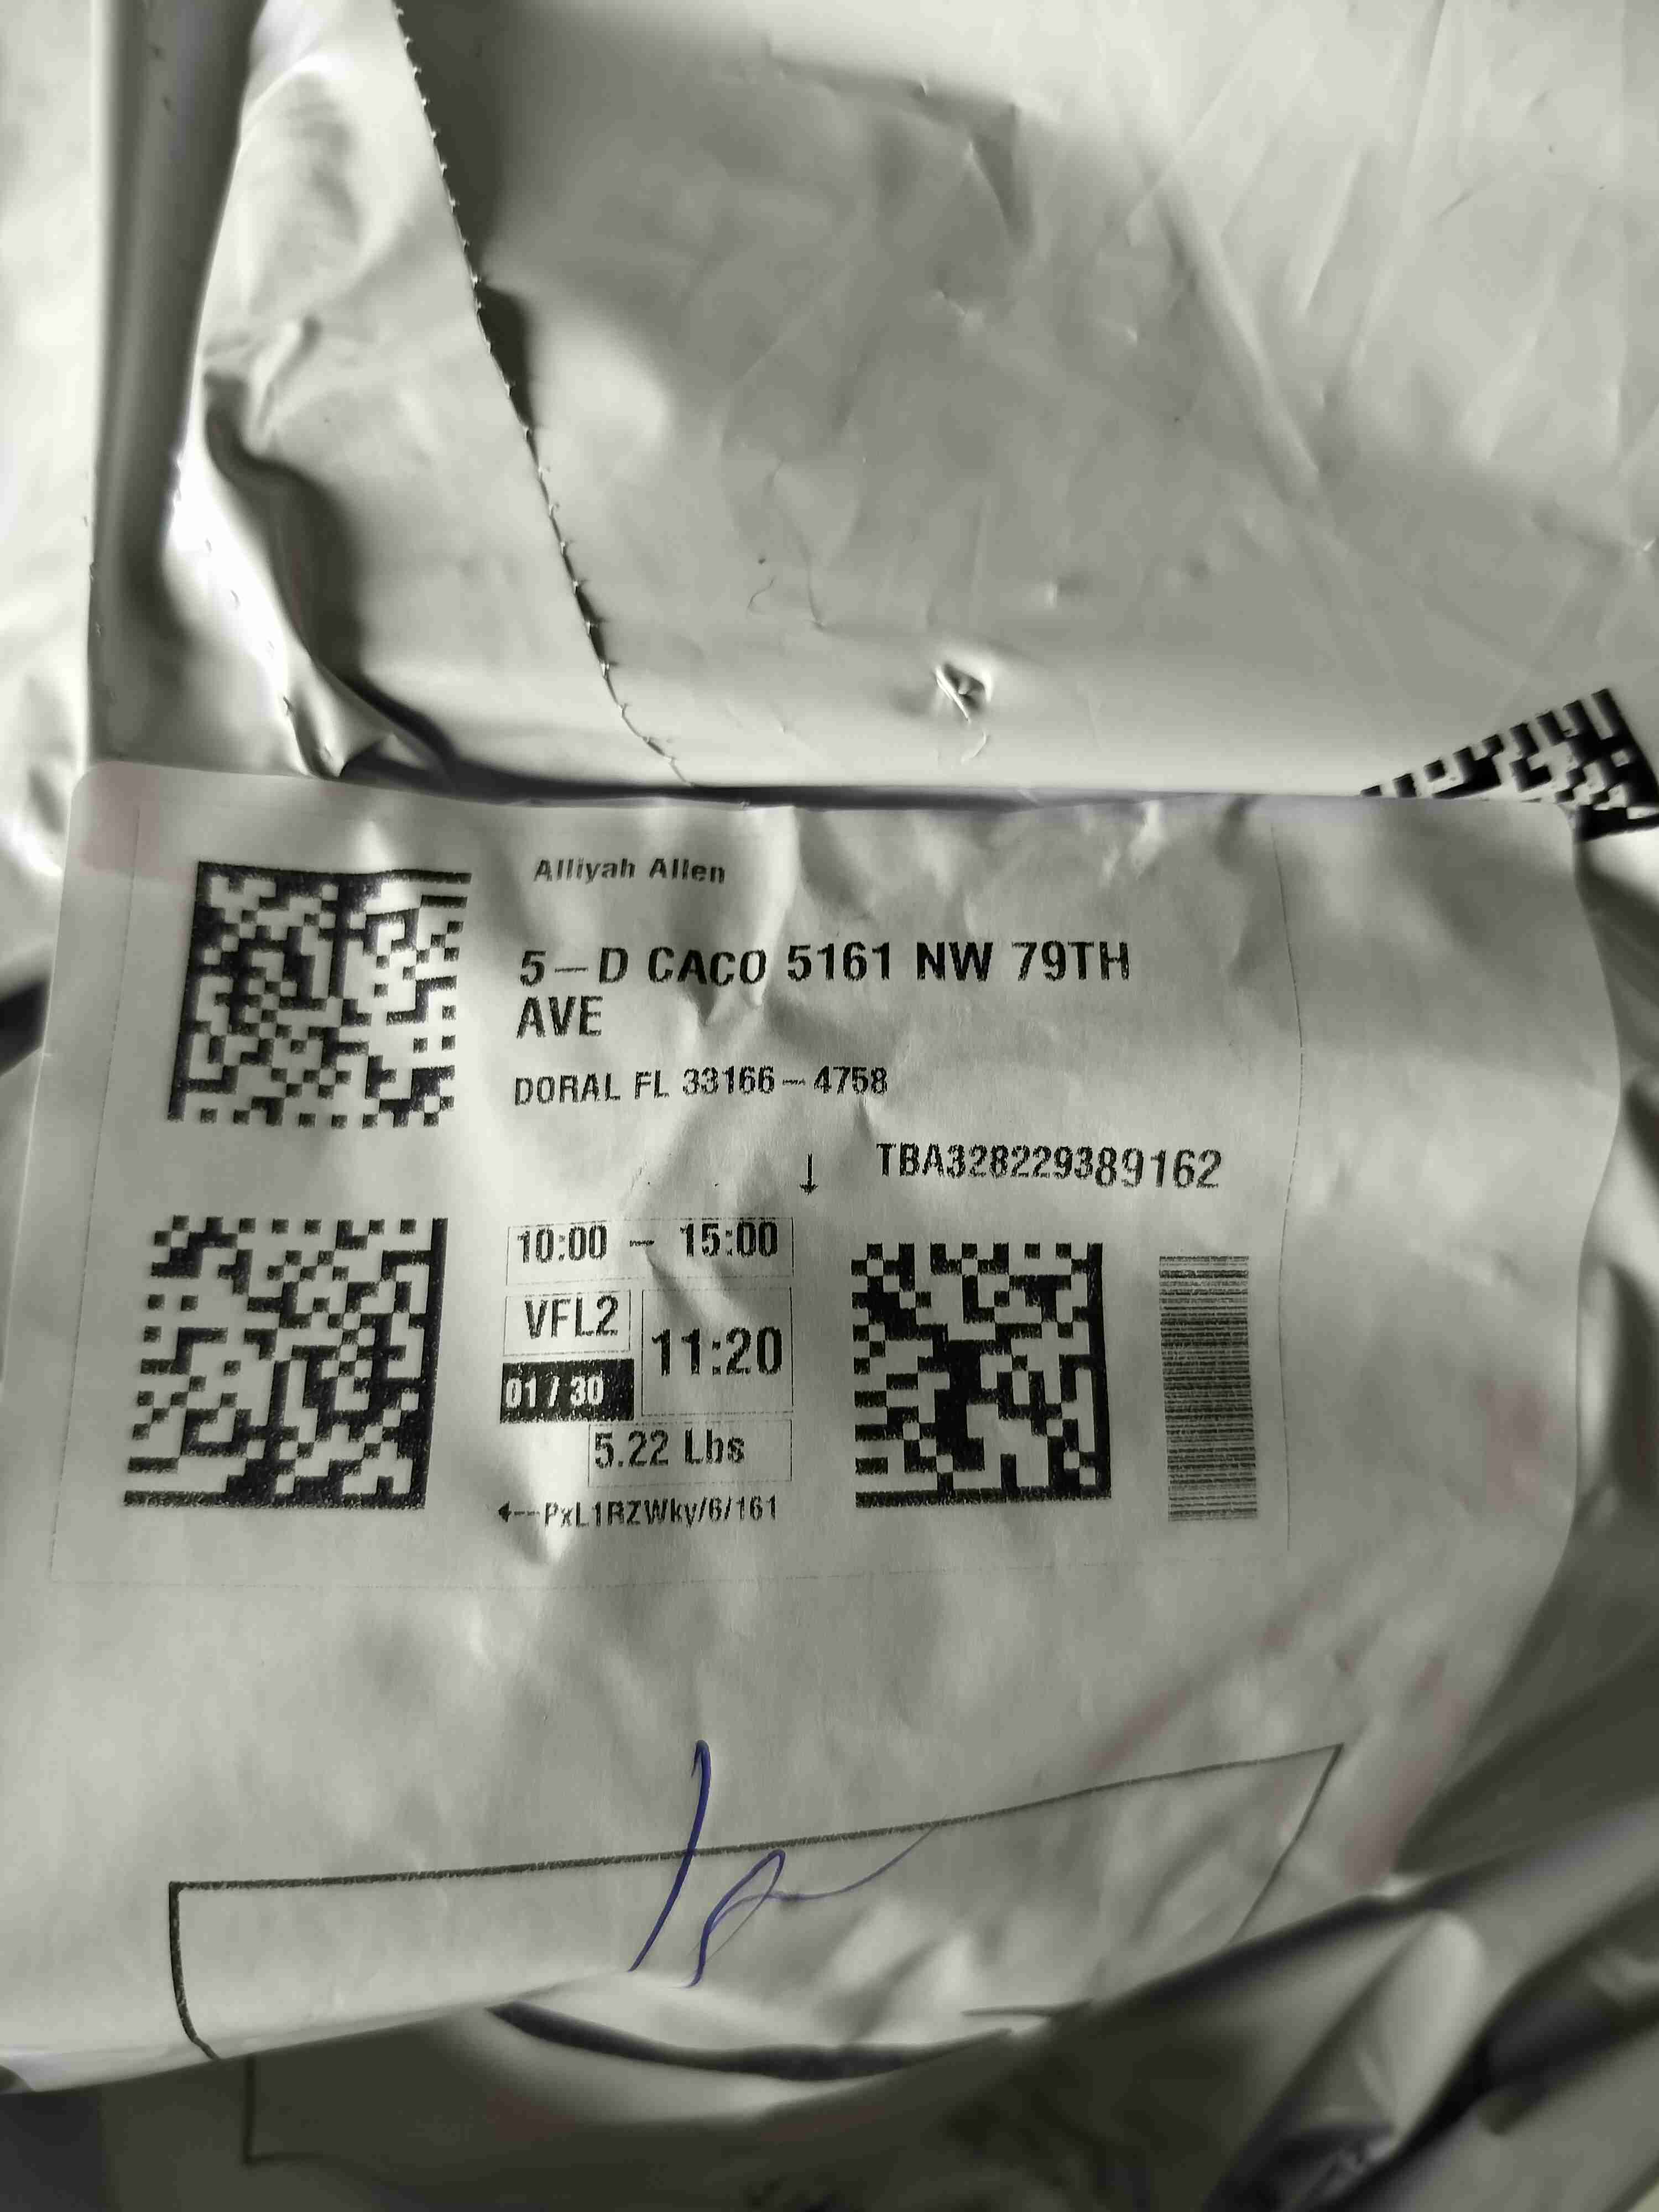 Alliyah Allen
5-D CACO 5161 NW 79TH
AVE
DORAL FL 33166-4758
↓ TBA328229389162
10:00 - 15:00
VFL2
11:20
01/30
5.22 Lbs
←--PxL1RZWky/6/161